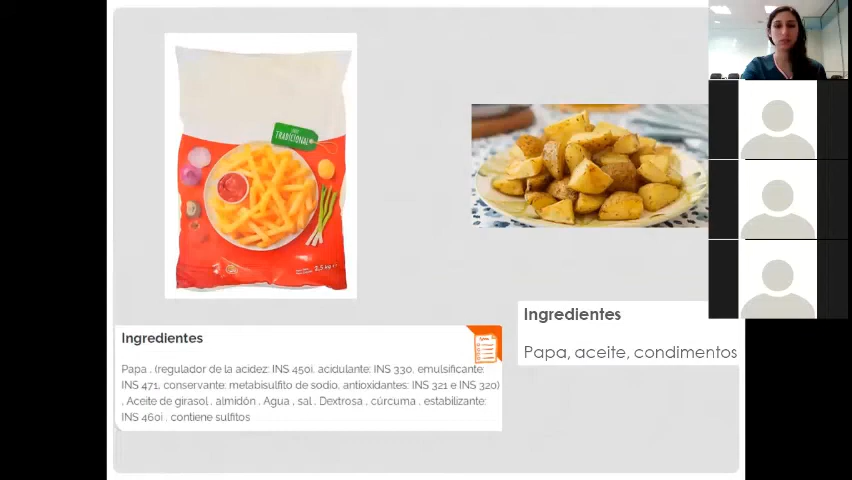 TRADICIONAL
2,5 kg
Ingredientes
Papa , (regulador de la acidez: INS 450i, acidulante: INS 330, emulsificante:
INS 471, conservante: metabisulfito de sodio, antioxidantes: INS 321 e INS 320)
, Aceite de girasol , almidón , Agua , sal , Dextrosa , cúrcuma , estabilizante:
INS 460i , contiene sulfitos
Ingredientes
Papa, aceite, condimentos